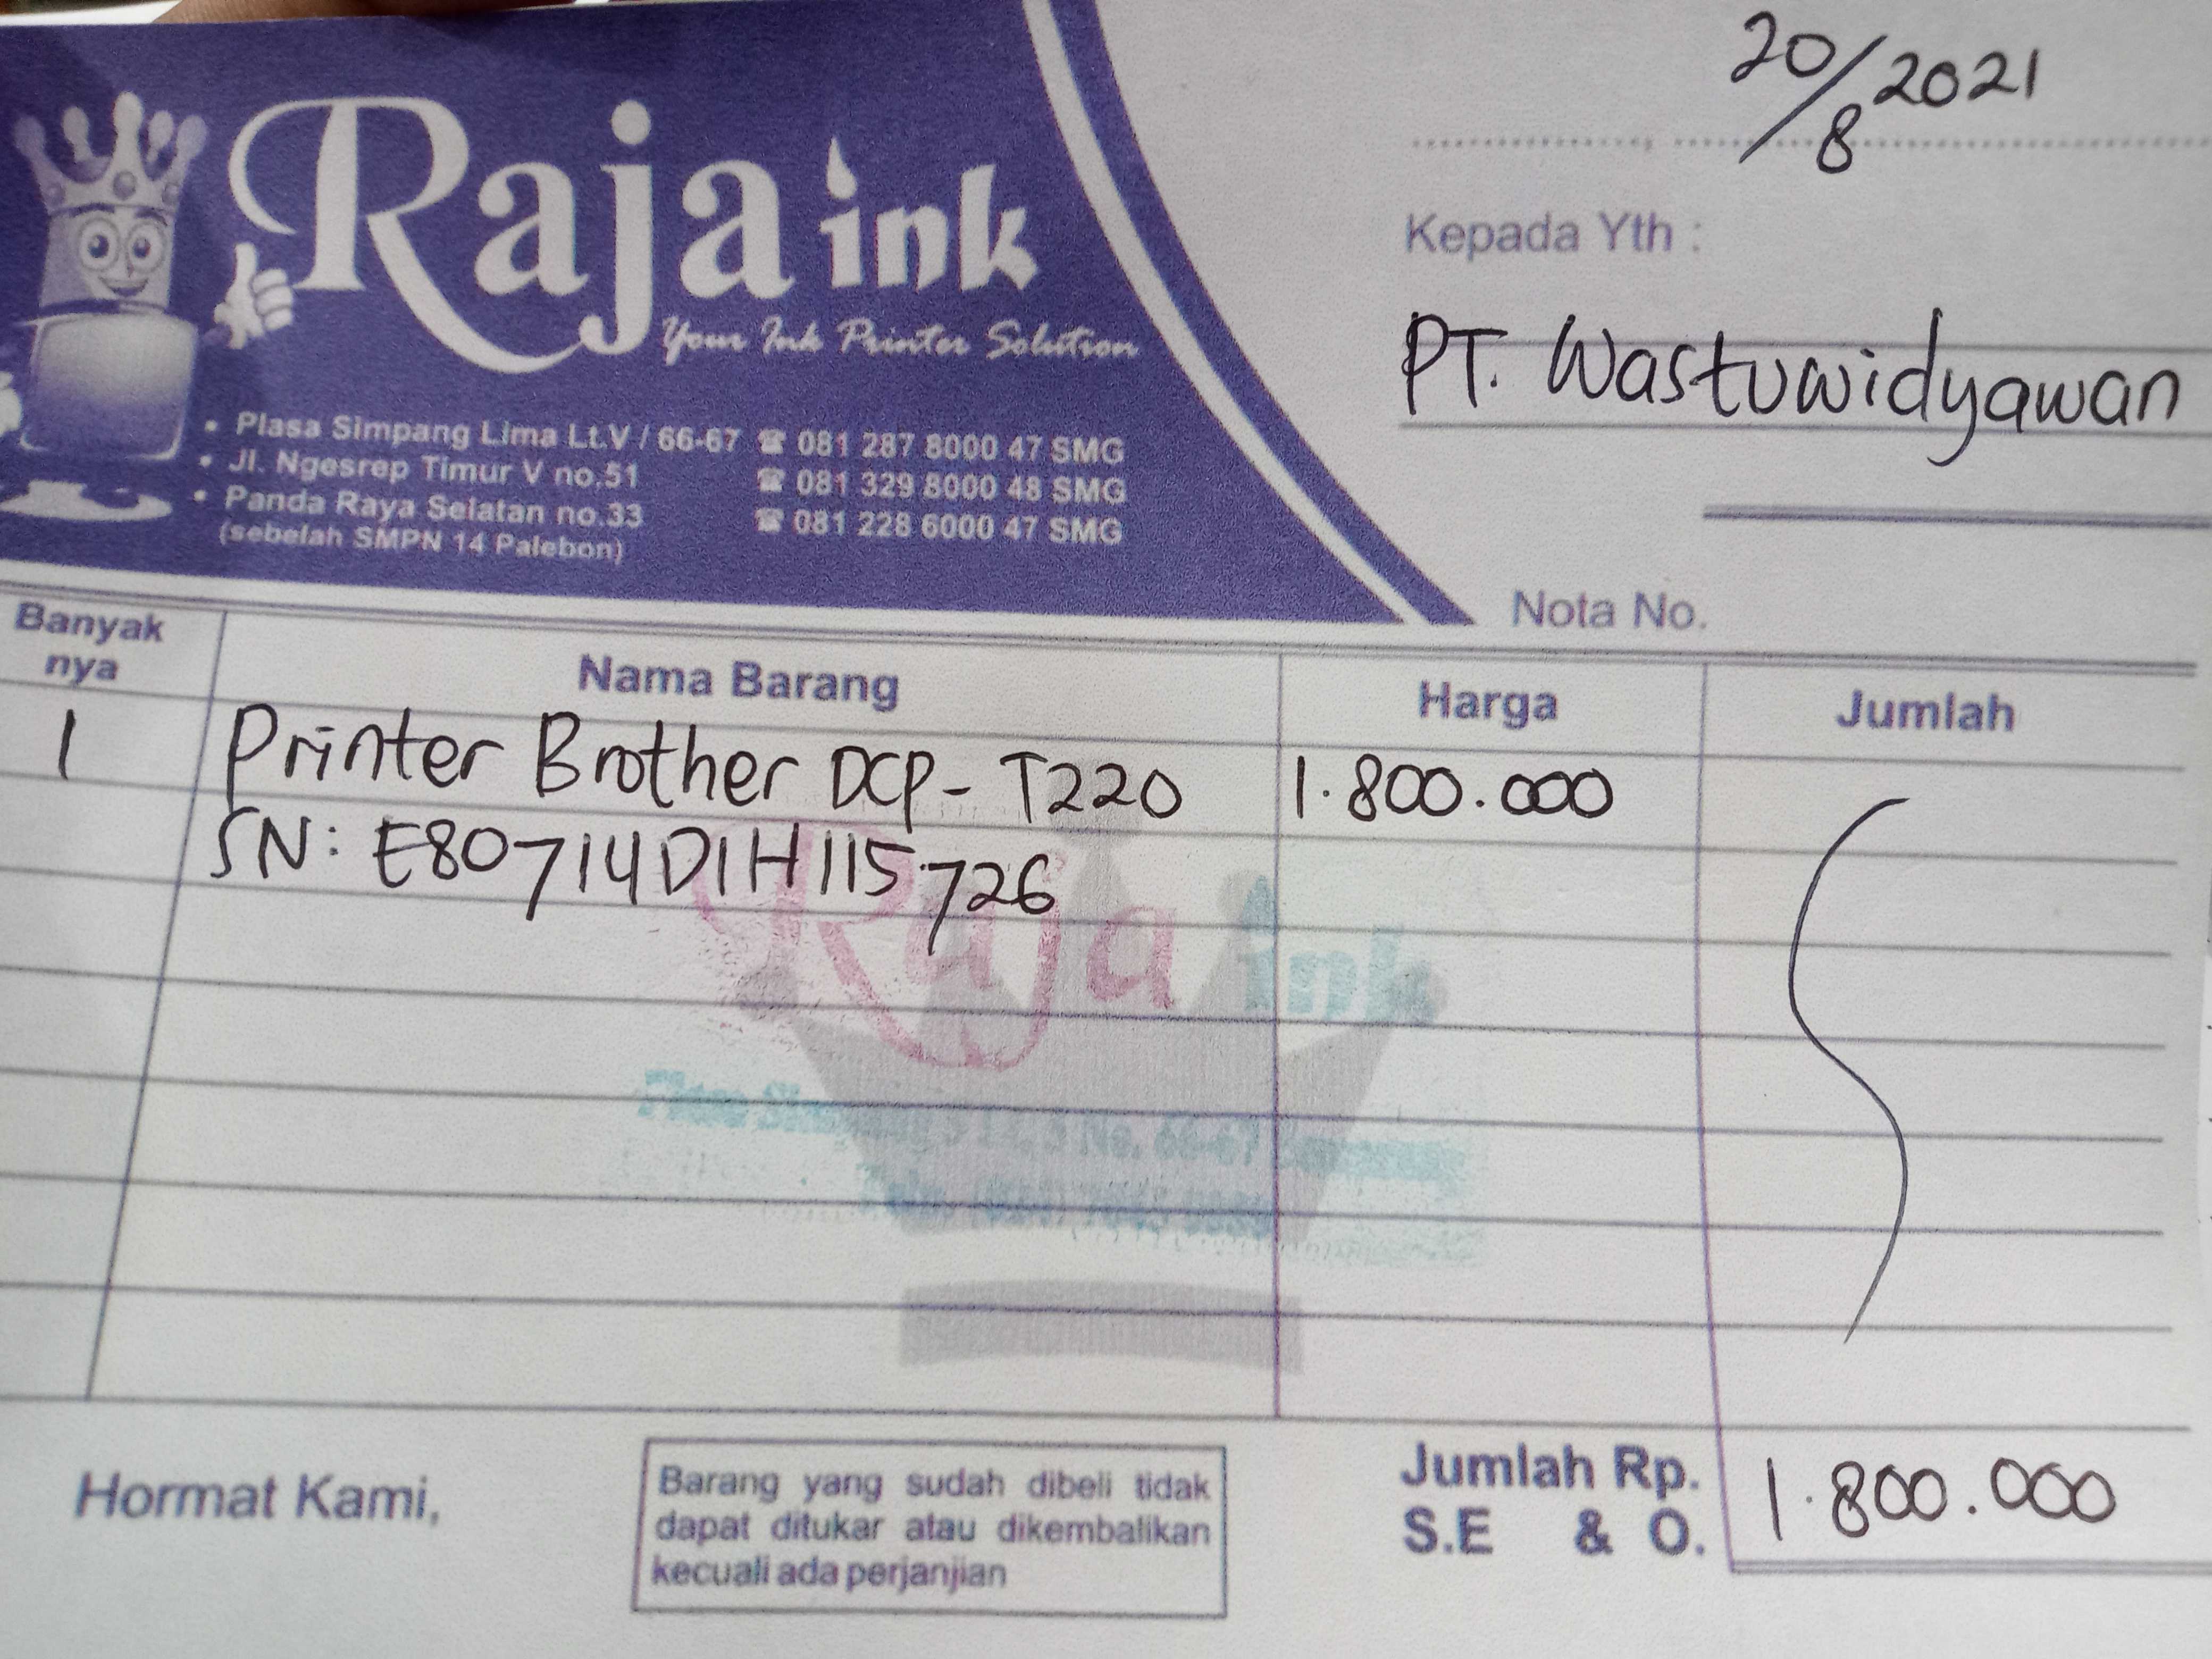 20/8 2021
Raja ink
Your Ink Printer Solution
• Plasa Simpang Lima Lt.V / 66-67 ☎ 081 287 8000 47 SMG
• Jl. Ngesrep Timur V no.51 ☎ 081 329 8000 48 SMG
• Panda Raya Selatan no.33 ☎ 081 228 6000 47 SMG
(sebelah SMPN 14 Palebon)
Kepada Yth :
PT. Wastuwidyawan
Nota No.
Banyak
nya
Nama Barang
Harga
Jumlah
1 Printer Brother DCP-T220 1.800.000
SN: E80714D1H115726
Raja ink
66-67
Hormat Kami,
Barang yang sudah dibeli tidak
dapat ditukar atau dikembalikan
kecuali ada perjanjian
Jumlah Rp. 1.800.000
S.E & O.